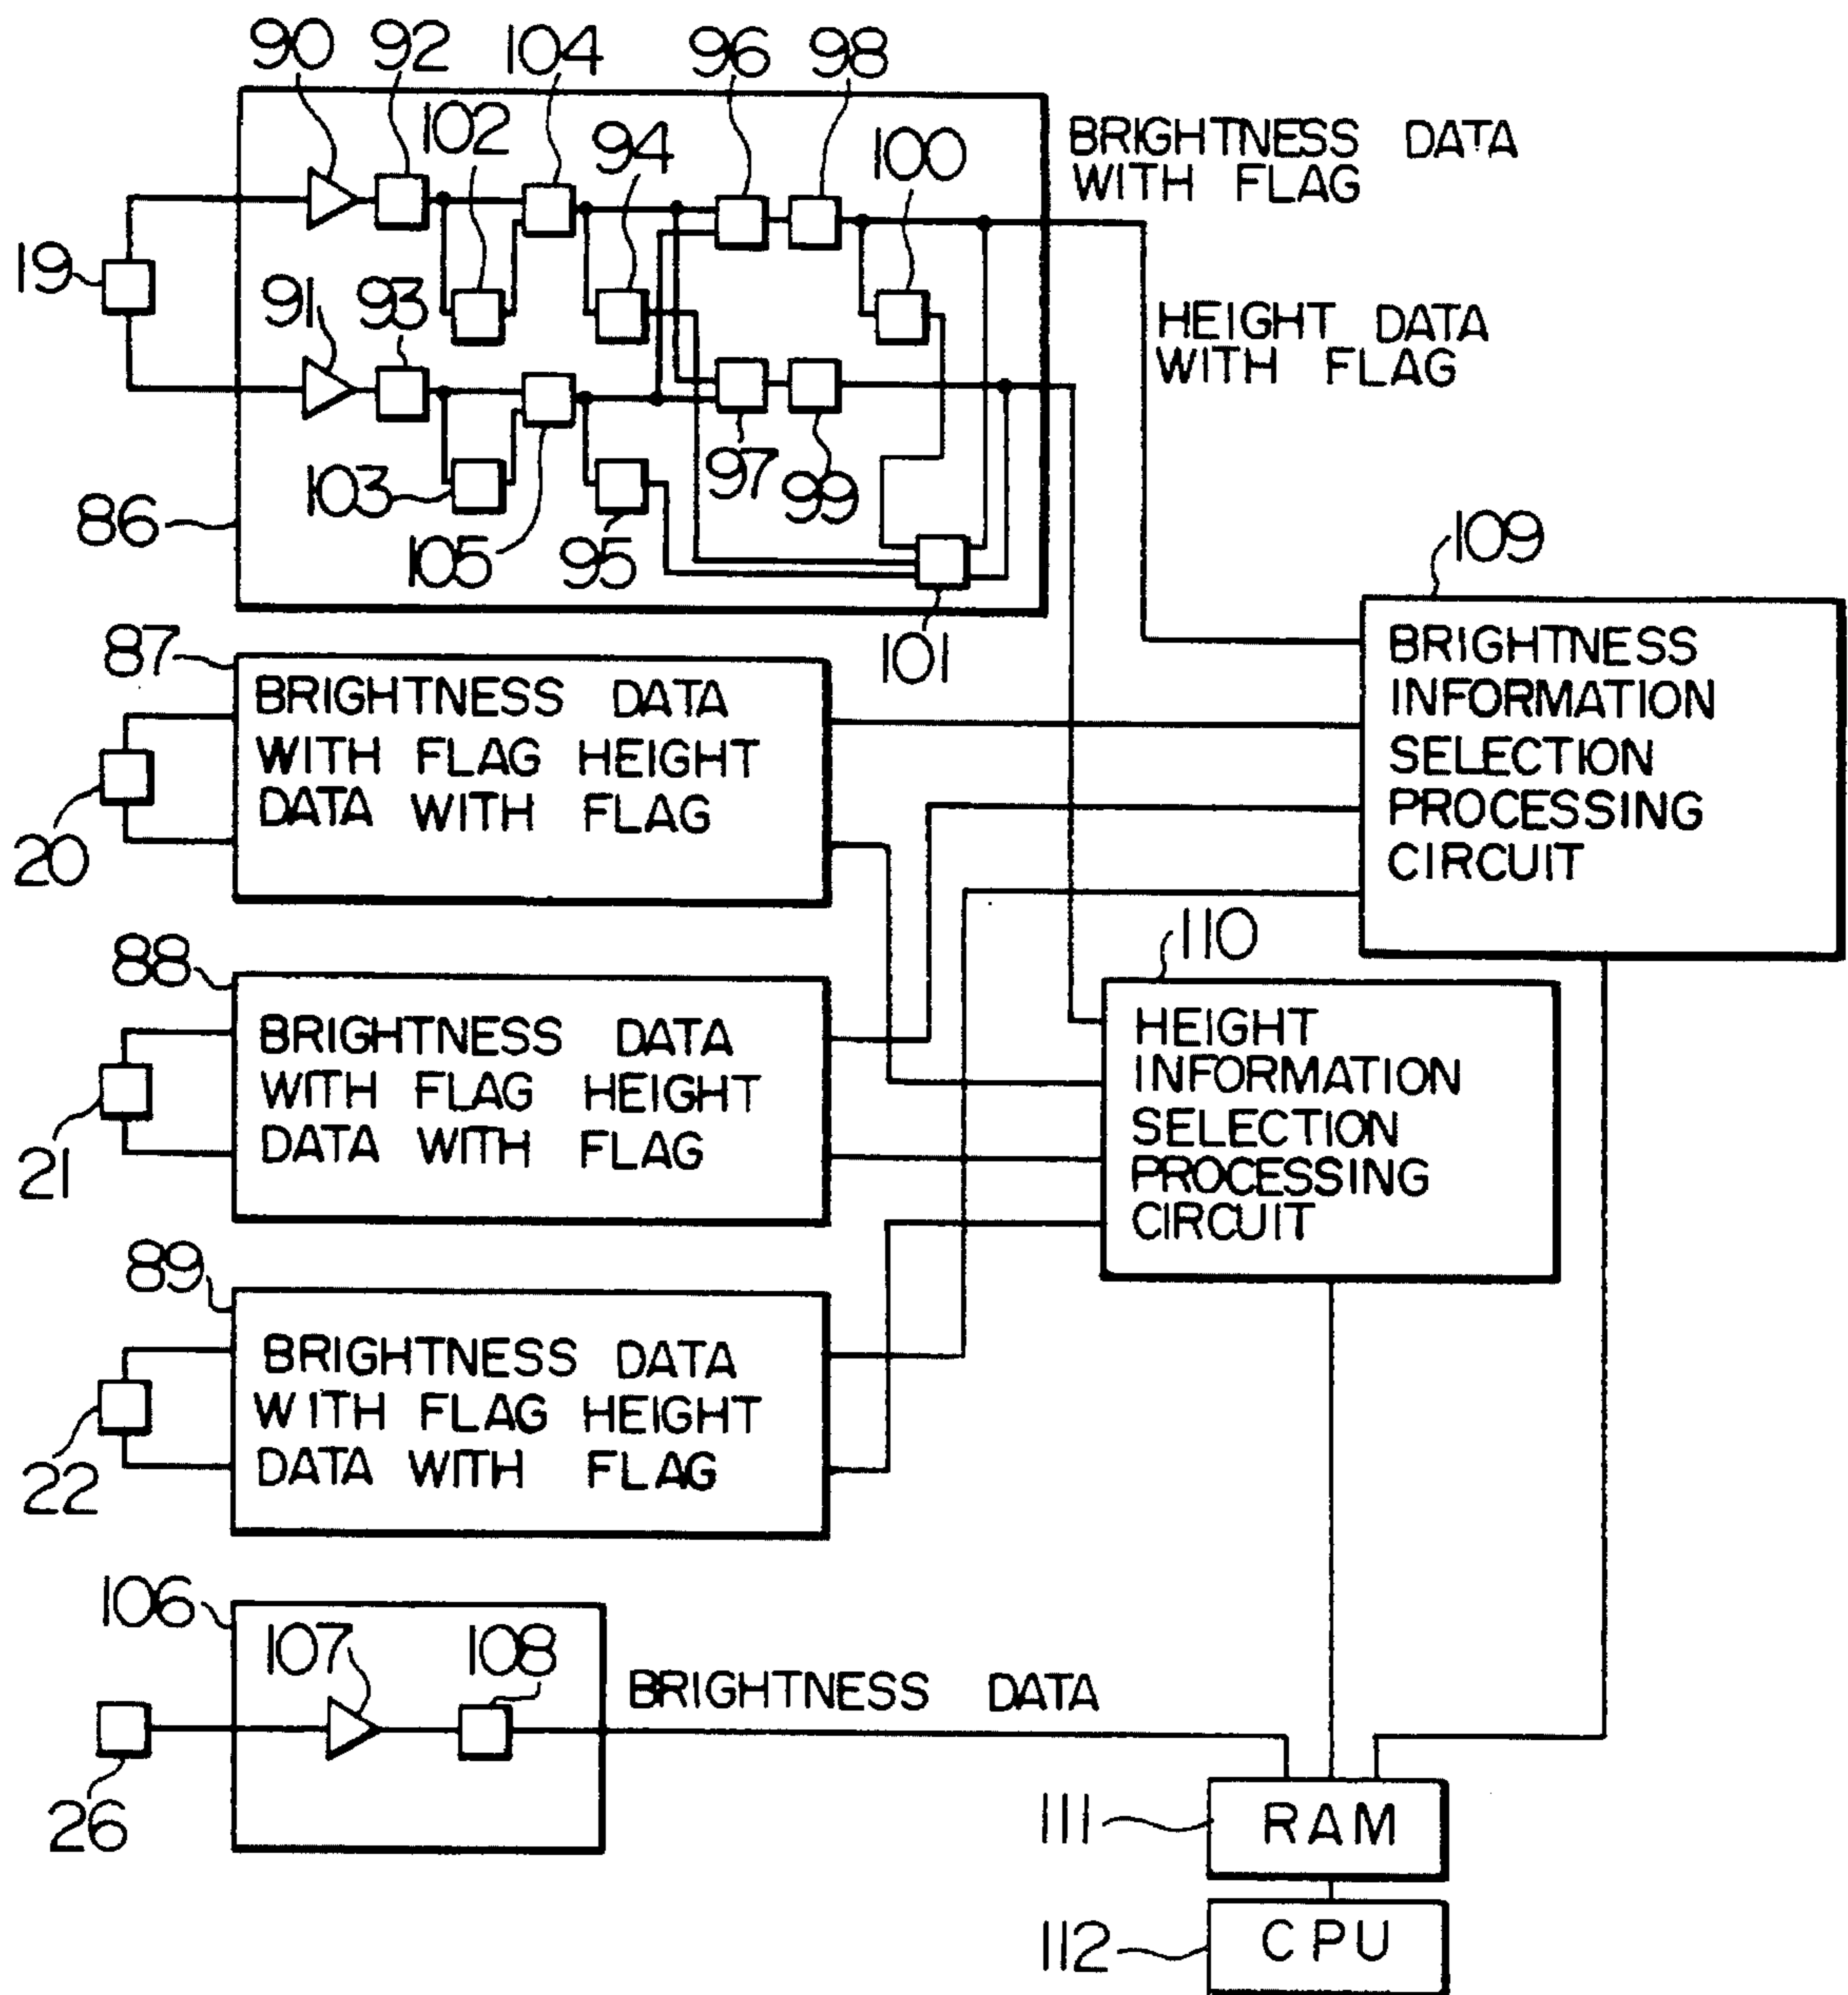 90 92 104 96 98
102 94 100
BRIGHTNESS DATA
WITH FLAG
19
91 93
HEIGHT DATA
WITH FLAG
103 97 99
86
105 95
101
109
BRIGHTNESS
INFORMATION
SELECTION
PROCESSING
CIRCUIT
87
BRIGHTNESS DATA
WITH FLAG HEIGHT
DATA WITH FLAG
20
110
HEIGHT
INFORMATION
SELECTION
PROCESSING
CIRCUIT
88
BRIGHTNESS DATA
WITH FLAG HEIGHT
DATA WITH FLAG
21
89
BRIGHTNESS DATA
WITH FLAG HEIGHT
DATA WITH FLAG
22
106
107 108
BRIGHTNESS DATA
26
111
RAM
112
CPU